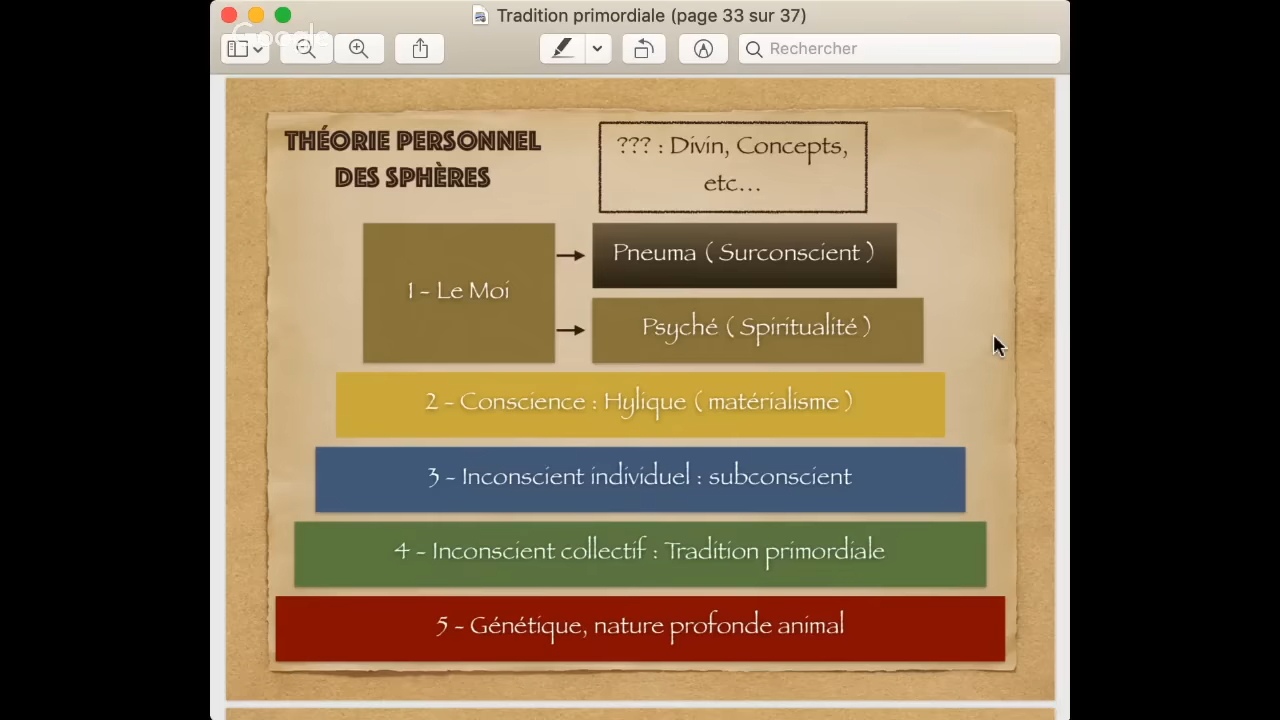 Tradition primordiale (page 33 sur 37)
Google
Rechercher
THÉORIE PERSONNEL
DES SPHÈRES
??? : Divin, Concepts,
etc...
1 - Le Moi
Pneuma ( Surconscient )
Psyché ( Spiritualité )
2 - Conscience : Hylique ( matérialisme )
3 - Inconscient individuel : subconscient
4 - Inconscient collectif : Tradition primordiale
5 - Génétique, nature profonde animal